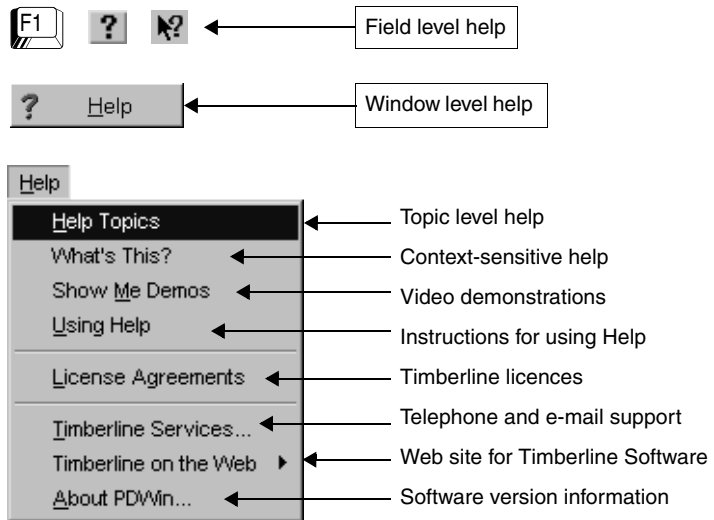 F1 ? ? Field level help
? Help Window level help
Help
Help Topics Topic level help
What's This? Context-sensitive help
Show Me Demos Video demonstrations
Using Help Instructions for using Help
License Agreements Timberline licences
Timberline Services... Telephone and e-mail support
Timberline on the Web Web site for Timberline Software
About PDWin... Software version information